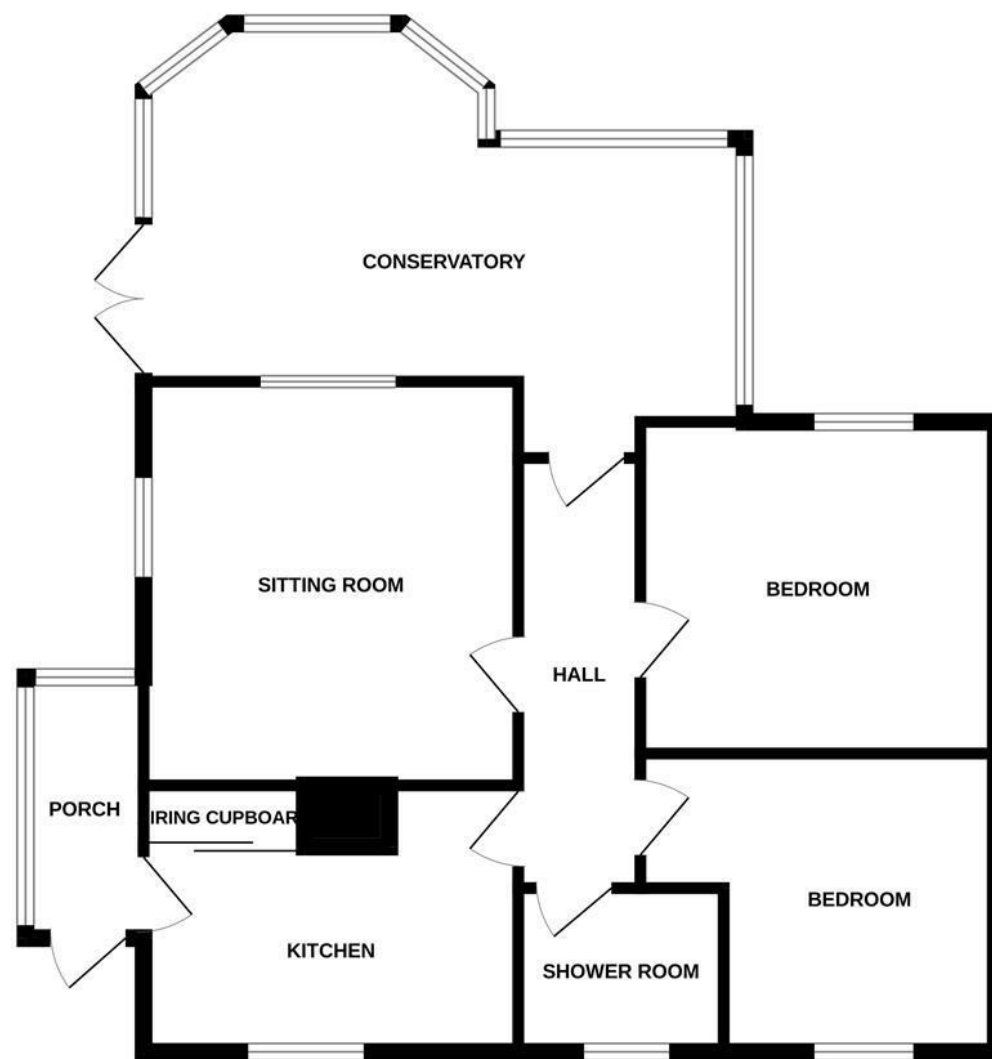 CONSERVATORY
SITTING ROOM
BEDROOM
HALL
PORCH
IRING CUPBOAR
BEDROOM
KITCHEN
SHOWER ROOM